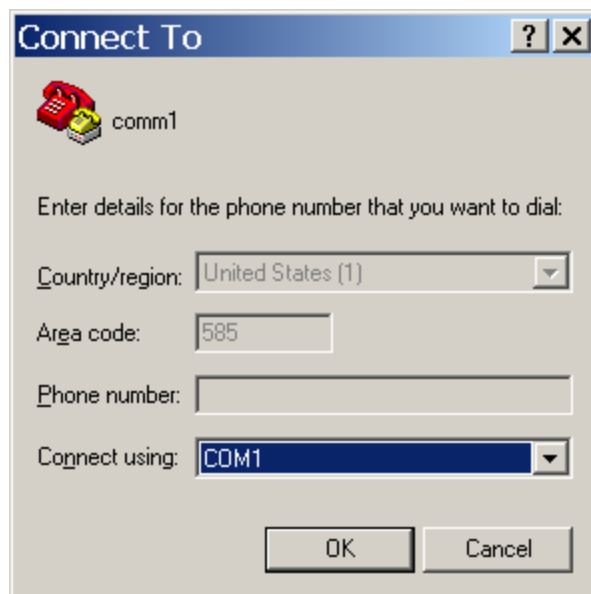 Connect To
comm1
Enter details for the phone number that you want to dial:
Country/region: United States (1)
Area code: 585
Phone number:
Connect using: COM1
OK Cancel